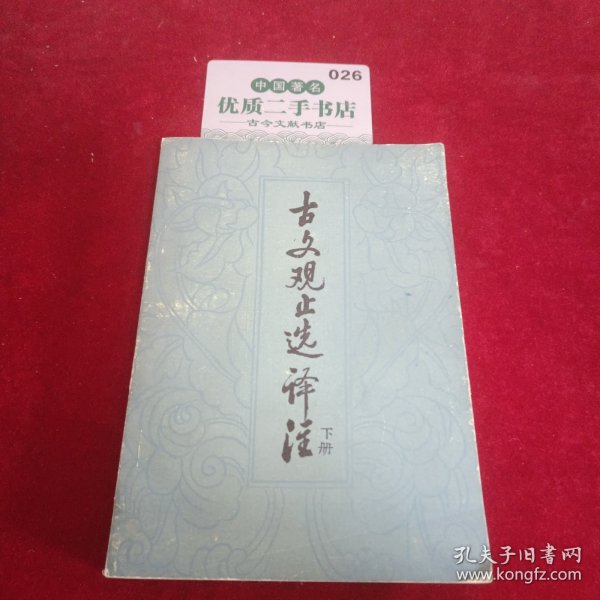 026
中国著名
优质二手书店
古今文献书店
古文观止选译注
下册
孔夫子旧书网
www.kongfz.com